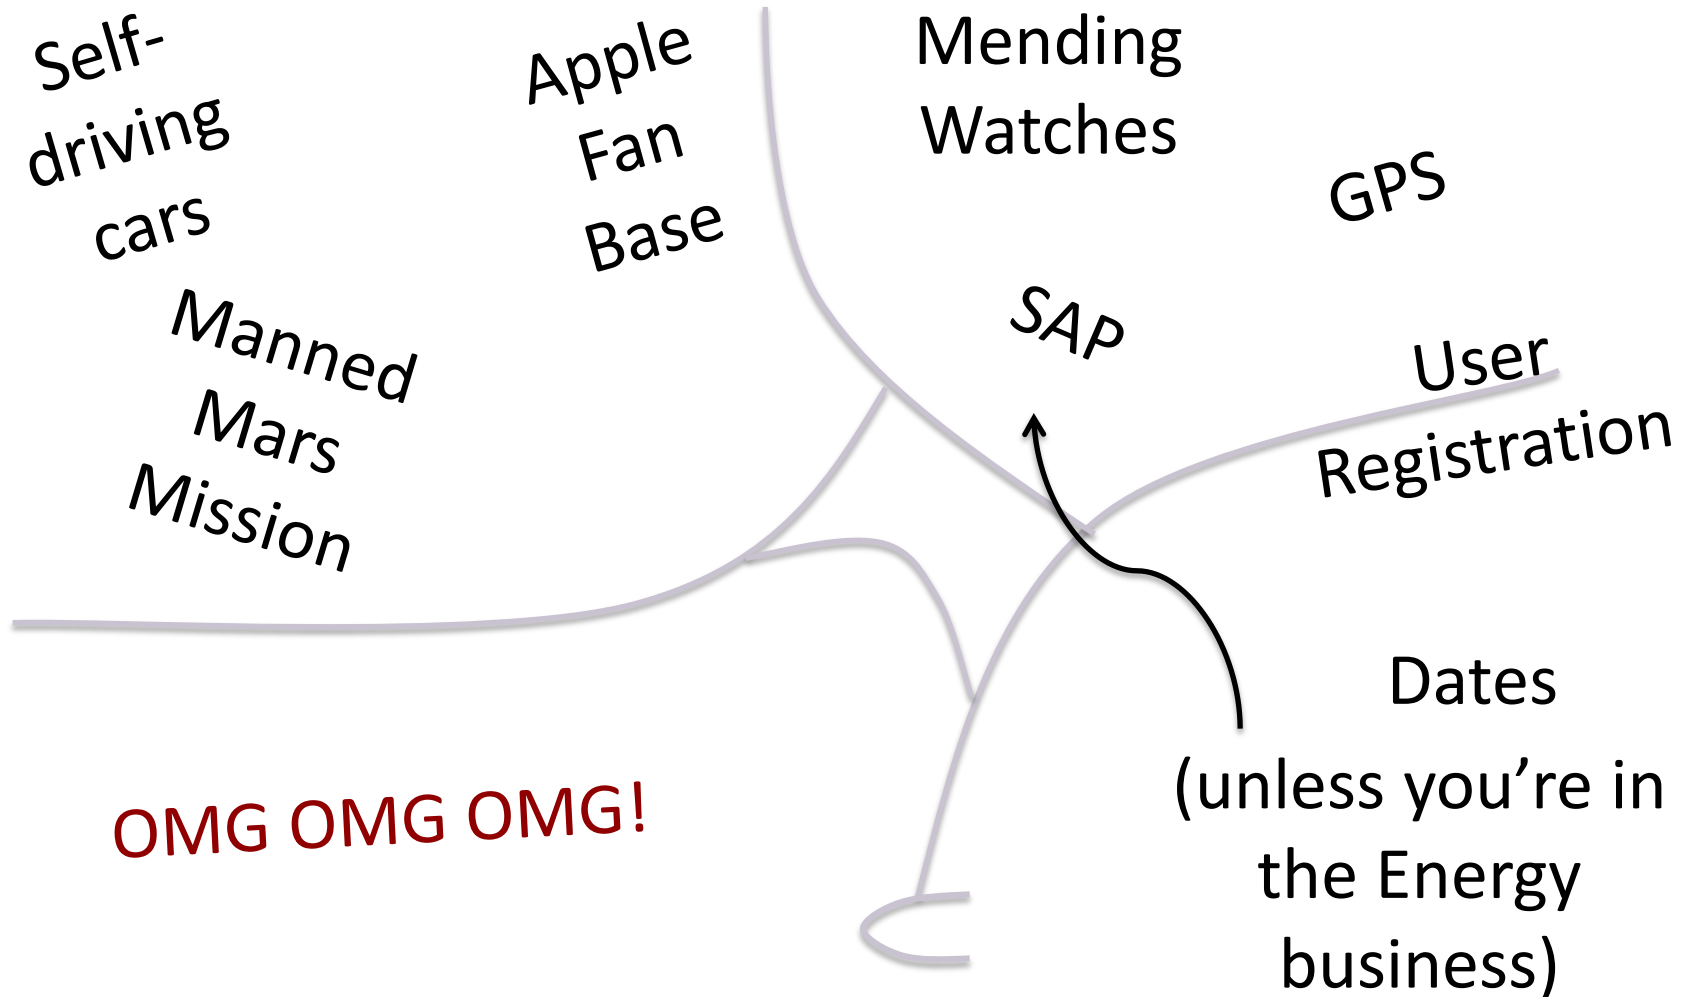 Self-
driving
cars
Apple
Fan
Base
Manned
Mars
Mission
Mending
Watches
GPS
SAP
User
Registration
OMG OMG OMG!
Dates
(unless you’re in
the Energy
business)